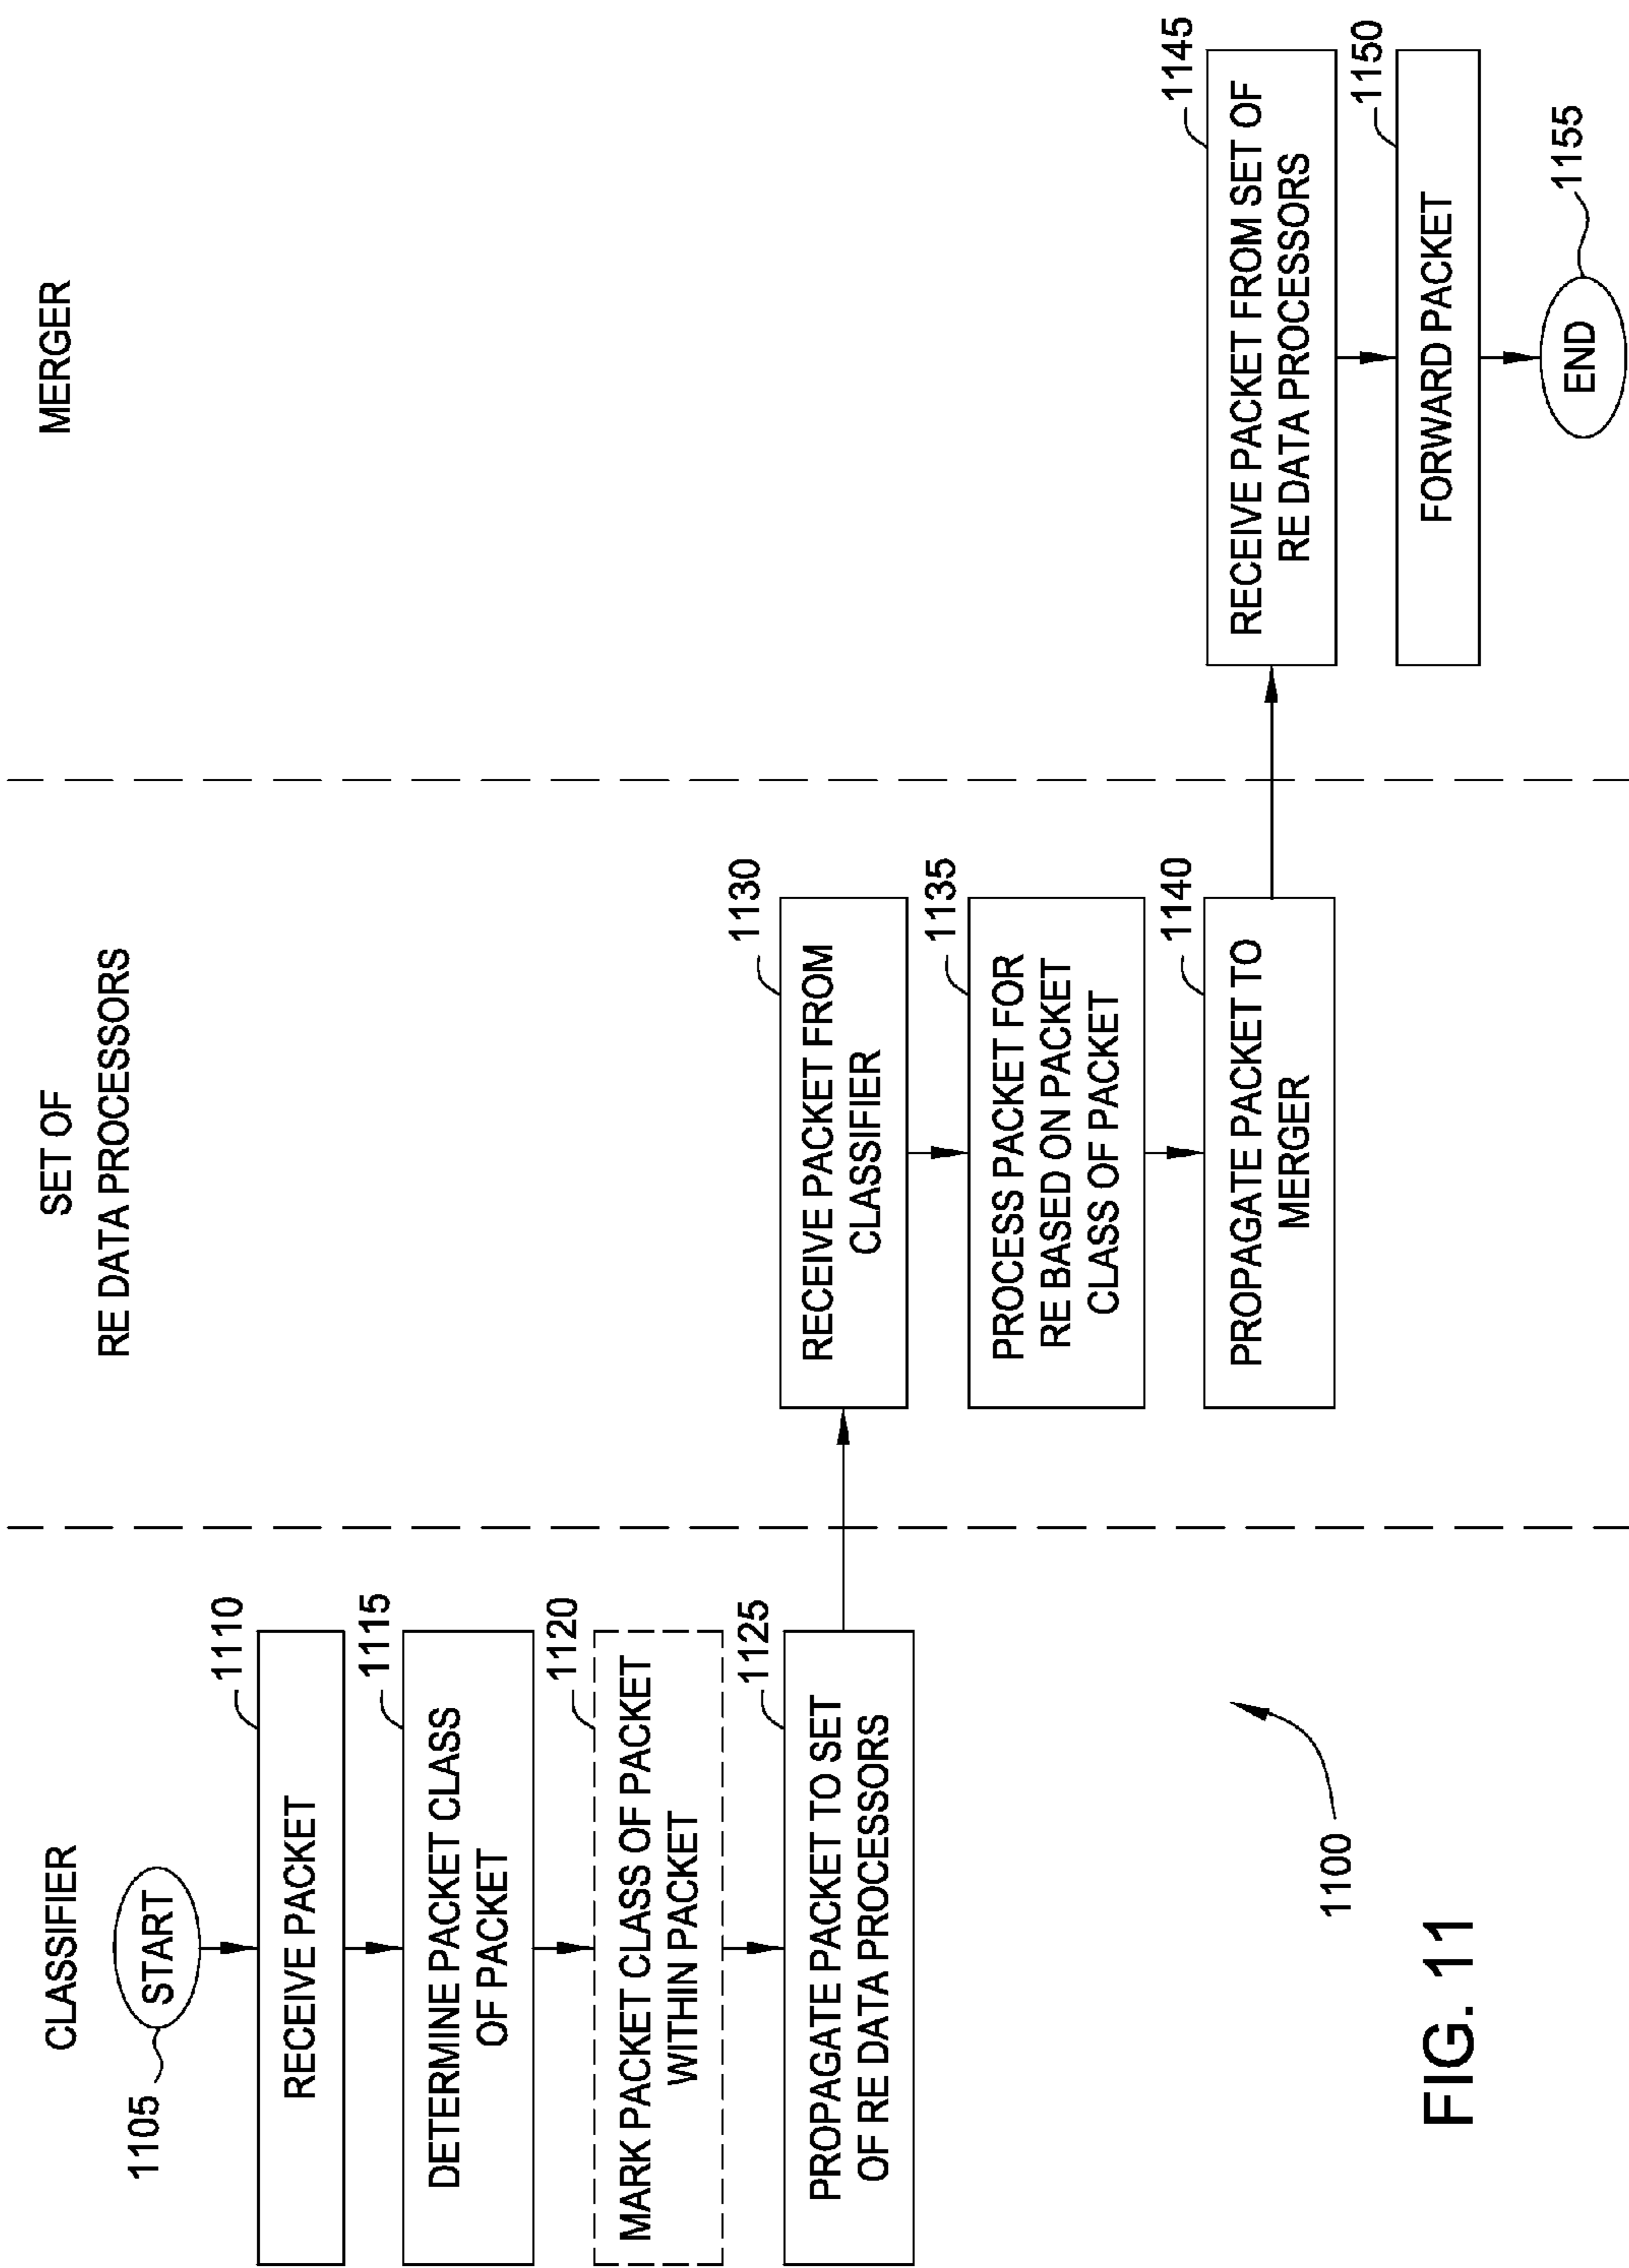 CLASSIFIER
SET OF
RE DATA PROCESSORS
MERGER
1105
START
1110
RECEIVE PACKET
1115
DETERMINE PACKET CLASS
OF PACKET
1120
MARK PACKET CLASS OF PACKET
WITHIN PACKET
1125
PROPAGATE PACKET TO SET
OF RE DATA PROCESSORS
1130
RECEIVE PACKET FROM
CLASSIFIER
1135
PROCESS PACKET FOR
RE BASED ON PACKET
CLASS OF PACKET
1140
PROPAGATE PACKET TO
MERGER
1145
RECEIVE PACKET FROM SET OF
RE DATA PROCESSORS
1150
FORWARD PACKET
END
1155
1100
FIG. 11